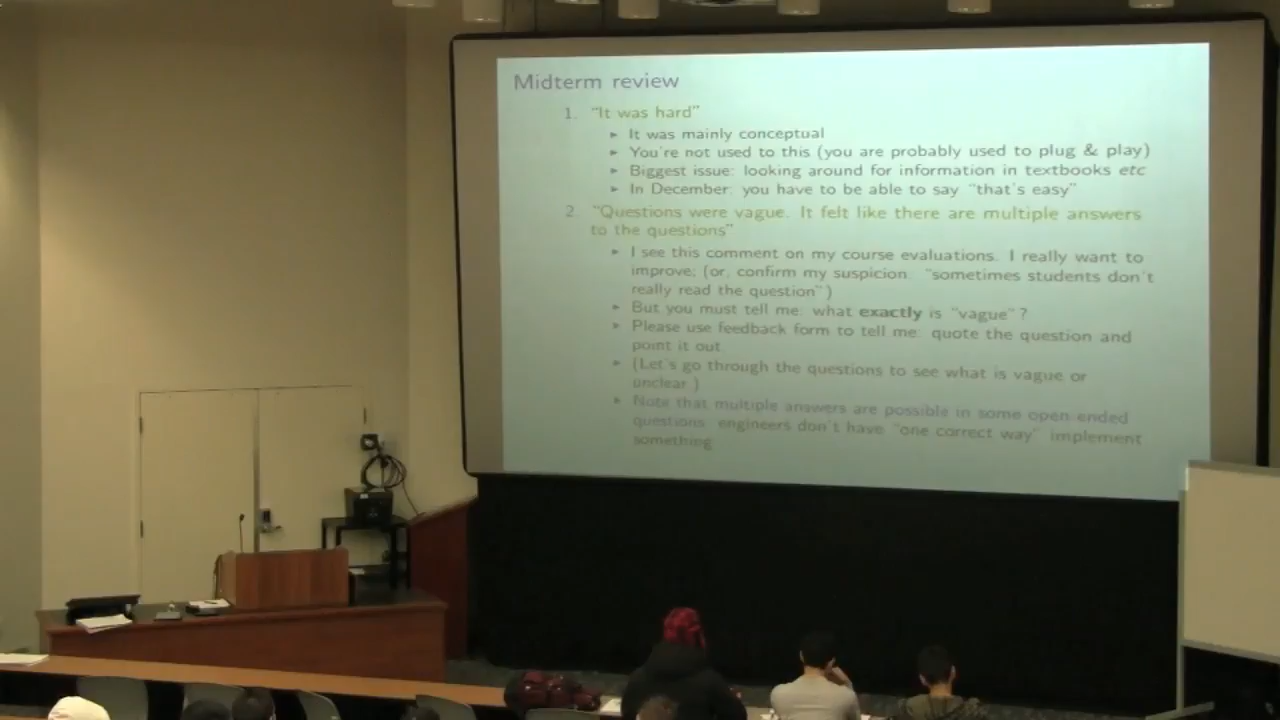 Midterm review
1. “It was hard”
► It was mainly conceptual
► You're not used to this (you are probably used to plug & play)
► Biggest issue: looking around for information in textbooks etc
► In December: you have to be able to say “that's easy”
2. “Questions were vague. It felt like there are multiple answers
to the questions”
► I see this comment on my course evaluations. I really want to
improve; (or, confirm my suspicion: “sometimes students don't
really read the question”)
► But you must tell me: what exactly is “vague”?
► Please use feedback form to tell me: quote the question and
point it out.
► (Let's go through the questions to see what is vague or
unclear.)
► Note that multiple answers are possible in some open-ended
questions: engineers don't have “one correct way” implement
something